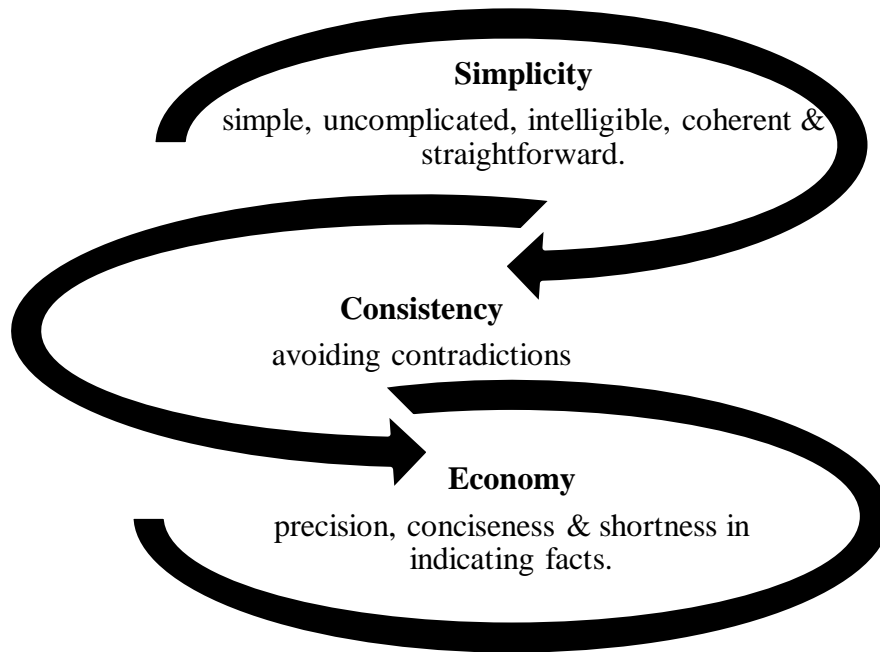 Simplicity
simple, uncomplicated, intelligible, coherent &
straightforward.
Consistency
avoiding contradictions
Economy
precision, conciseness & shortness in
indicating facts.